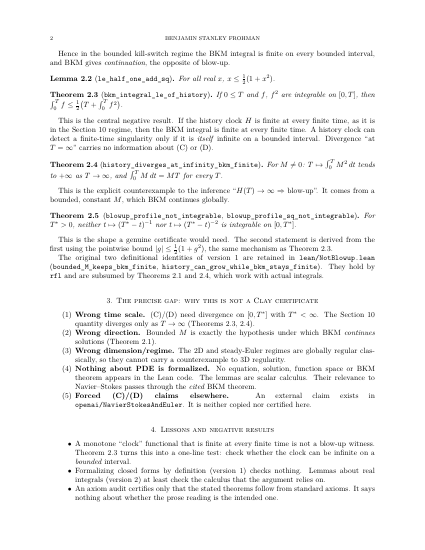 2 BENJAMIN STANLEY FROHMAN
Hence in the bounded kill-switch regime the BKM integral is finite on every bounded interval,
and BKM gives continuation, the opposite of blow-up.
Lemma 2.2 (le_half_one_add_sq). For all real x, x ≤ ½(1 + x²).
Theorem 2.3 (bkm_integral_le_of_history). If 0 ≤ T and f, f² are integrable on [0, T], then
∫₀ᵀ f ≤ ½(T + ∫₀ᵀ f²).
This is the central negative result. If the history clock H is finite at every finite time, as it is
in the Section 10 regime, then the BKM integral is finite at every finite time. A history clock can
detect a finite-time singularity only if it is itself infinite on a bounded interval. Divergence “at
T = ∞” carries no information about (C) or (D).
Theorem 2.4 (history_diverges_at_infinity_bkm_finite). For M ≠ 0: T ↦ ∫₀ᵀ M² dt tends
to +∞ as T → ∞, and ∫₀ᵀ M dt = MT for every T.
This is the explicit counterexample to the inference “H(T) → ∞ ⇒ blow-up”. It comes from a
bounded, constant M, which BKM continues globally.
Theorem 2.5 (blowup_profile_not_integrable, blowup_profile_sq_not_integrable). For
T* > 0, neither t ↦ (T* − t)⁻¹ nor t ↦ (T* − t)⁻² is integrable on [0, T*].
This is the shape a genuine certificate would need. The second statement is derived from the
first using the pointwise bound |g| ≤ ½(1 + g²), the same mechanism as Theorem 2.3.
The original two definitional identities of version 1 are retained in lean/NotBlowup.lean
(bounded_M_keeps_bkm_finite, history_can_grow_while_bkm_stays_finite). They hold by
rfl and are subsumed by Theorems 2.1 and 2.4, which work with actual integrals.
3. The precise gap: why this is not a Clay certificate
(1) Wrong time scale. (C)/(D) need divergence on [0, T*] with T* < ∞. The Section 10
quantity diverges only as T → ∞ (Theorems 2.3, 2.4).
(2) Wrong direction. Bounded M is exactly the hypothesis under which BKM continues
solutions (Theorem 2.1).
(3) Wrong dimension/regime. The 2D and steady-Euler regimes are globally regular clas-
sically, so they cannot carry a counterexample to 3D regularity.
(4) Nothing about PDE is formalized. No equation, solution, function space or BKM
theorem appears in the Lean code. The lemmas are scalar calculus. Their relevance to
Navier–Stokes passes through the cited BKM theorem.
(5) Forced (C)/(D) claims elsewhere. An external claim exists in
openai/NavierStokesAndEuler. It is neither copied nor certified here.
4. Lessons and negative results
• A monotone “clock” functional that is finite at every finite time is not a blow-up witness.
Theorem 2.3 turns this into a one-line test: check whether the clock can be infinite on a
bounded interval.
• Formalizing closed forms by definition (version 1) checks nothing. Lemmas about real
integrals (version 2) at least check the calculus that the argument relies on.
• An axiom audit certifies only that the stated theorems follow from standard axioms. It says
nothing about whether the prose reading is the intended one.